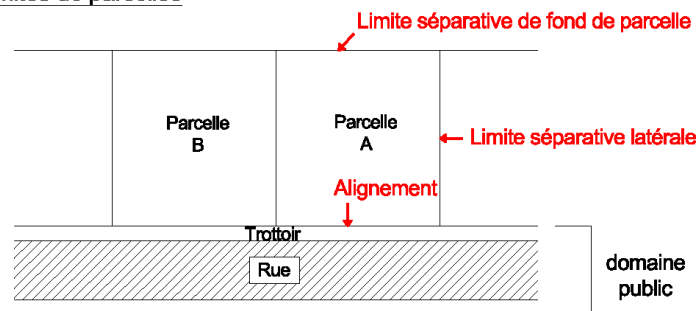 Limite séparative de fond de parcelle
Parcelle
B
Parcelle
A
Limite séparative latérale
Alignement
Trottoir
Rue
domaine
public